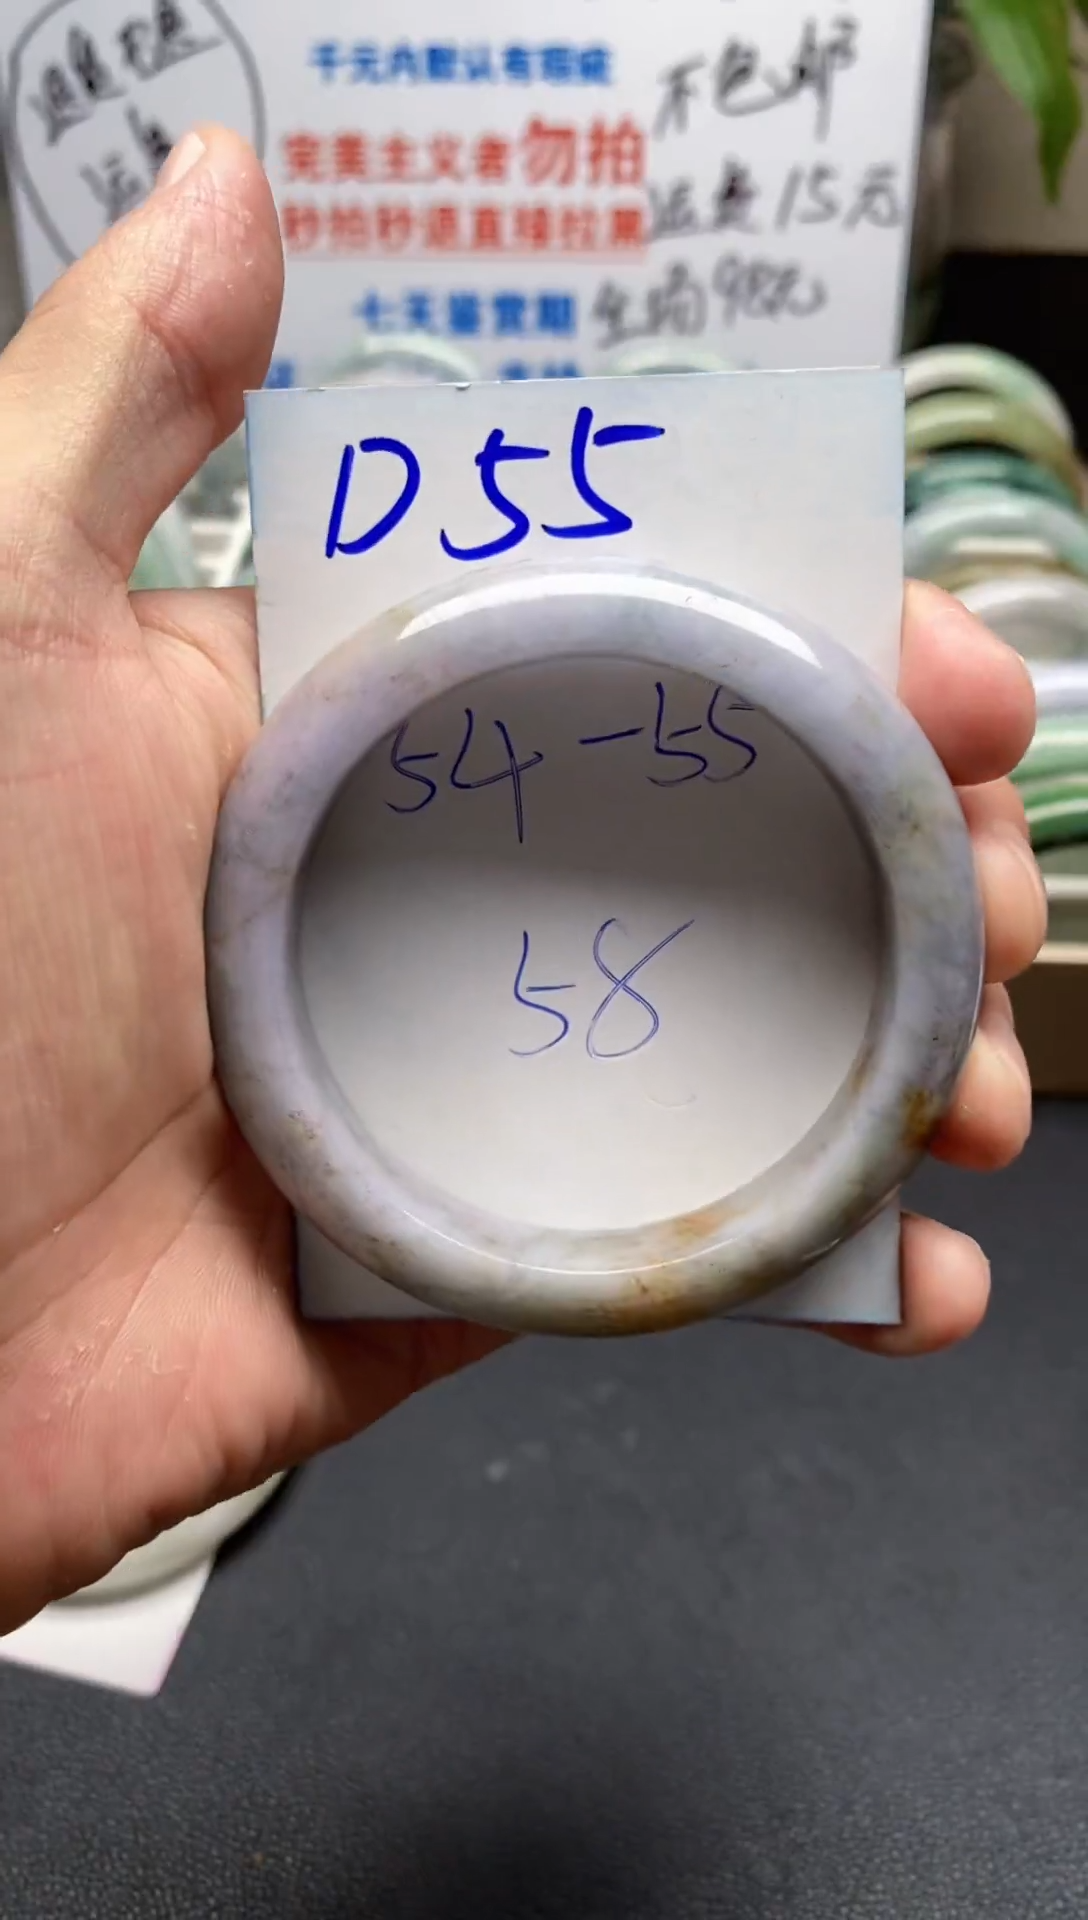 千元内默认有瑕疵
不包邮
完美主义者勿拍
秒拍秒退直接拉黑
运费15元
七天鉴赏期
D55
54-55
58